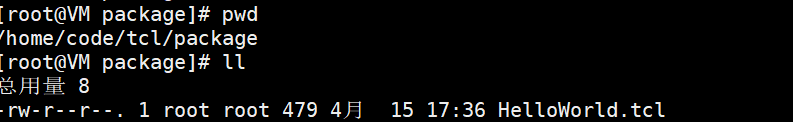 [root@VM package]# pwd
/home/code/tcl/package
[root@VM package]# ll
总用量 8
-rw-r--r--. 1 root root 479 4月  15 17:36 HelloWorld.tcl